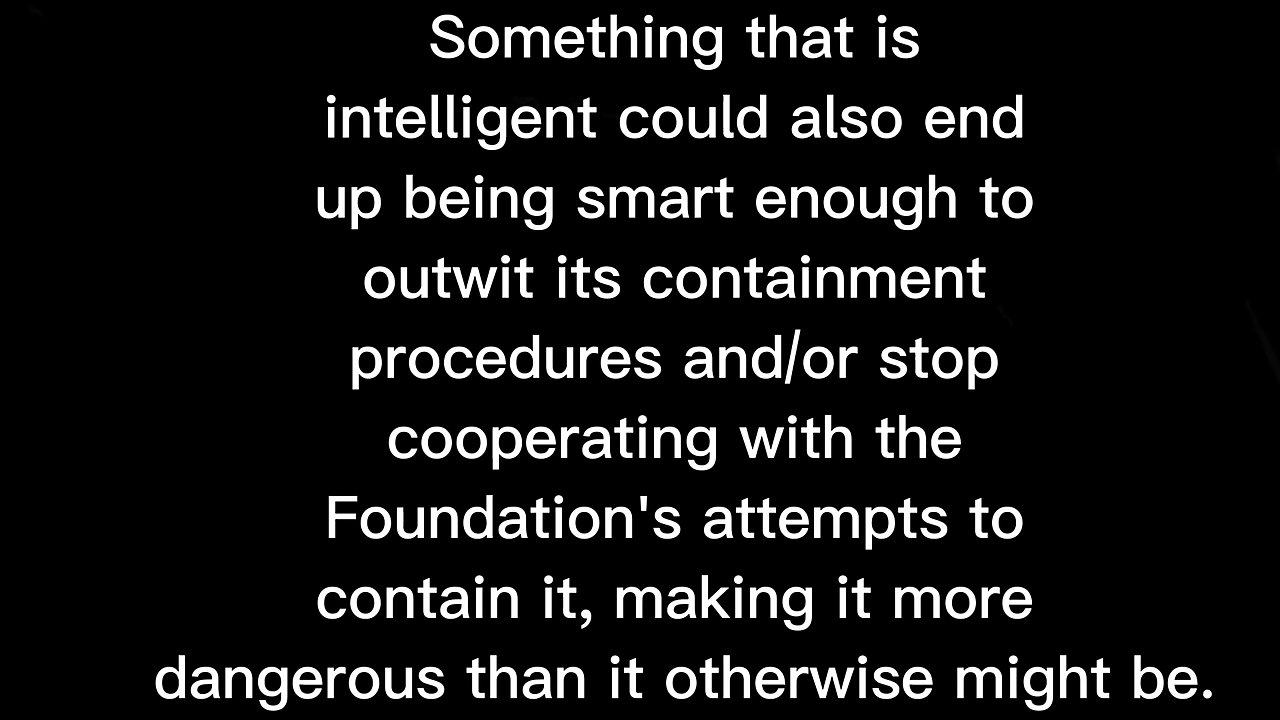 Something that is
intelligent could also end
up being smart enough to
outwit its containment
procedures and/or stop
cooperating with the
Foundation's attempts to
contain it, making it more
dangerous than it otherwise might be.